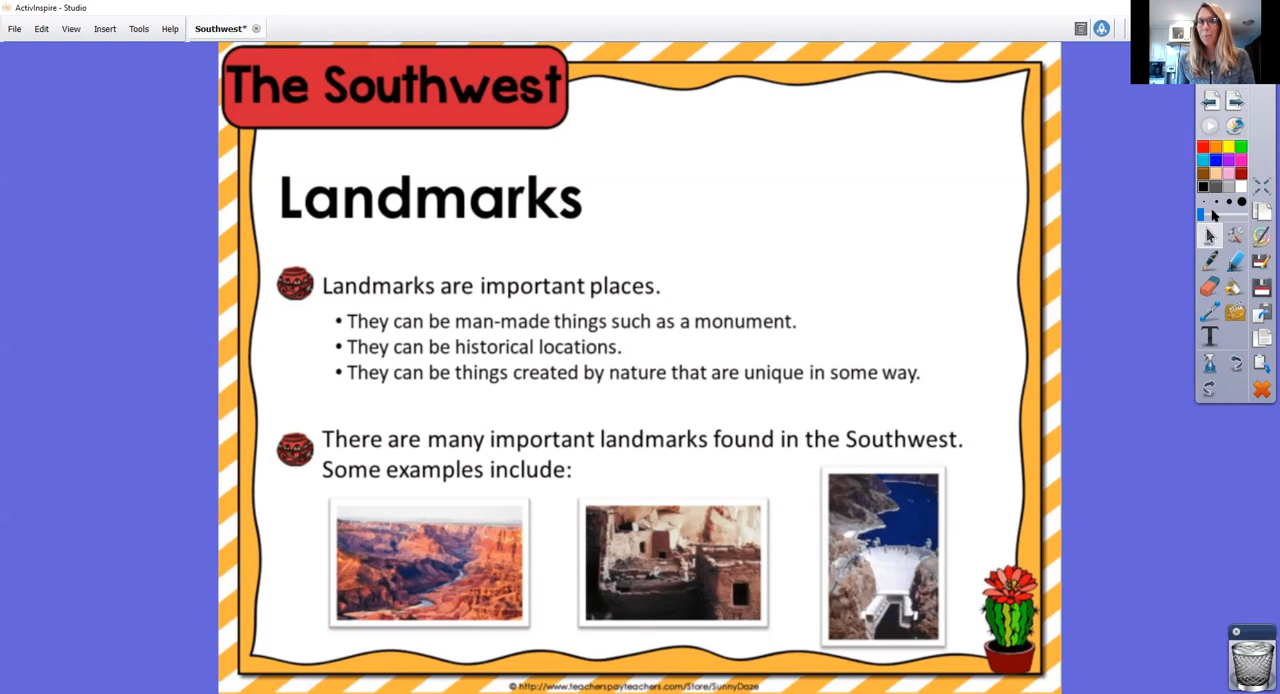 ActivInspire - Studio
File Edit View Insert Tools Help Southwest*
The Southwest
Landmarks
Landmarks are important places.
• They can be man-made things such as a monument.
• They can be historical locations.
• They can be things created by nature that are unique in some way.
There are many important landmarks found in the Southwest.
Some examples include:
T
© http://www.teacherspayteachers.com/Store/SunnyDaze